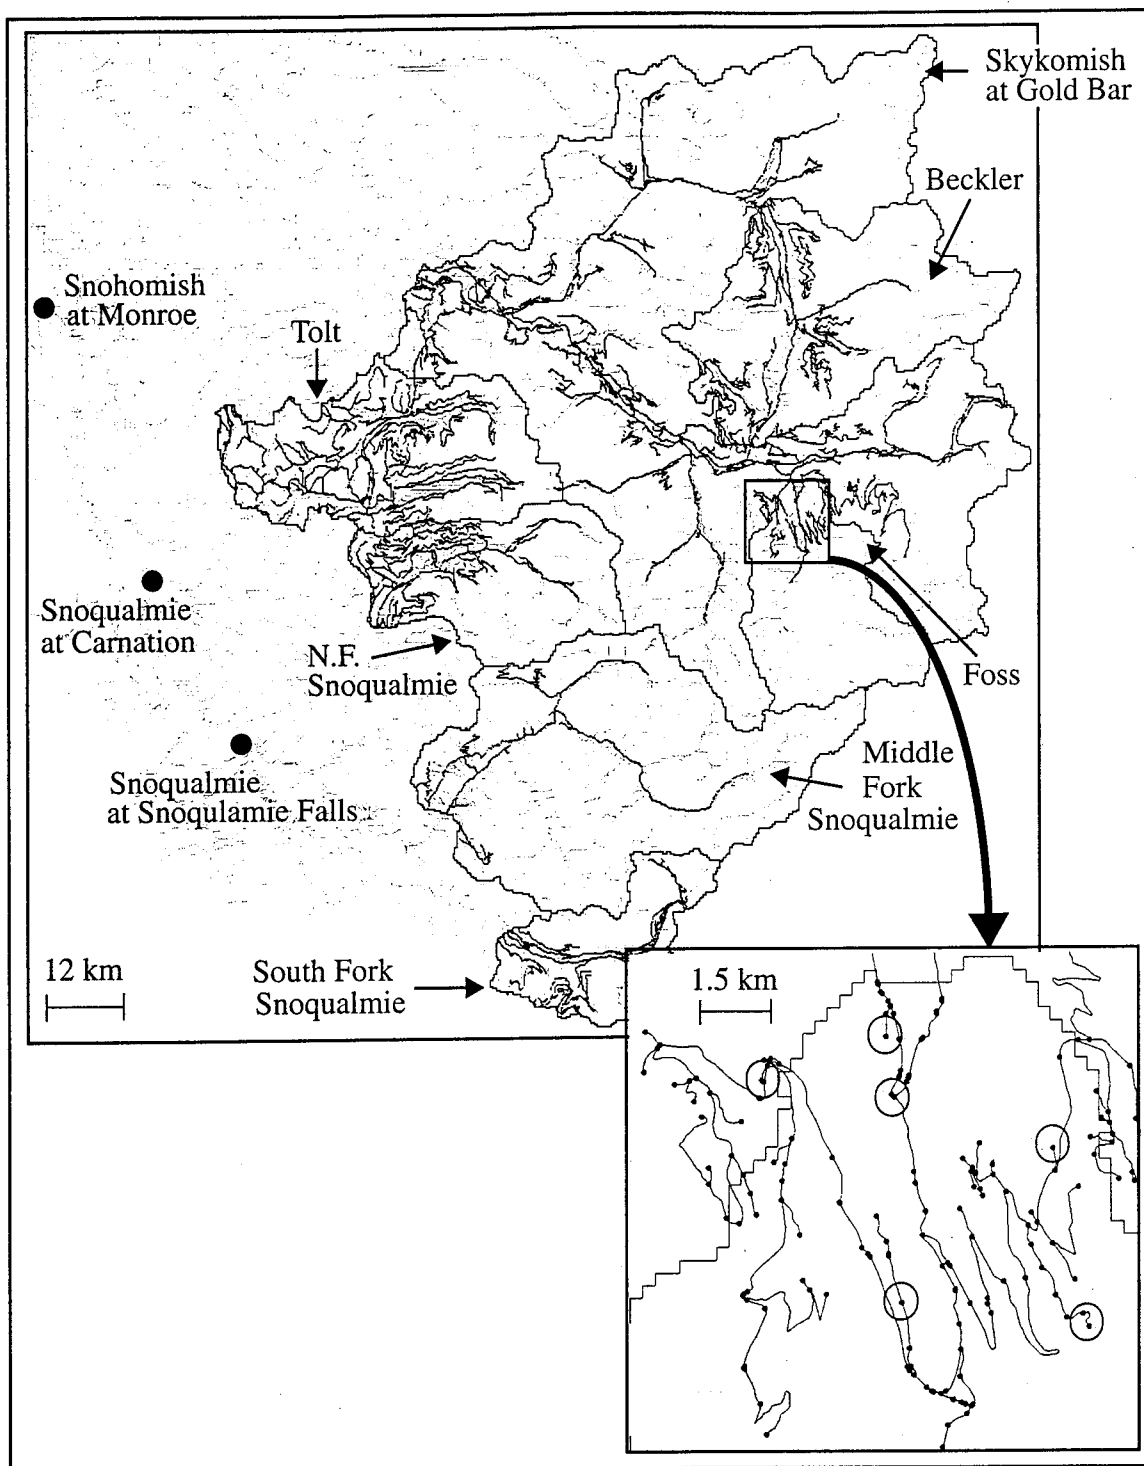 Skykomish
at Gold Bar
Beckler
Snohomish
at Monroe
Tolt
Snoqualmie
at Carnation
N.F.
Snoqualmie
Foss
Middle
Fork
Snoqualmie
Snoqualmie
at Snoqulamie Falls
12 km
South Fork
Snoqualmie
1.5 km